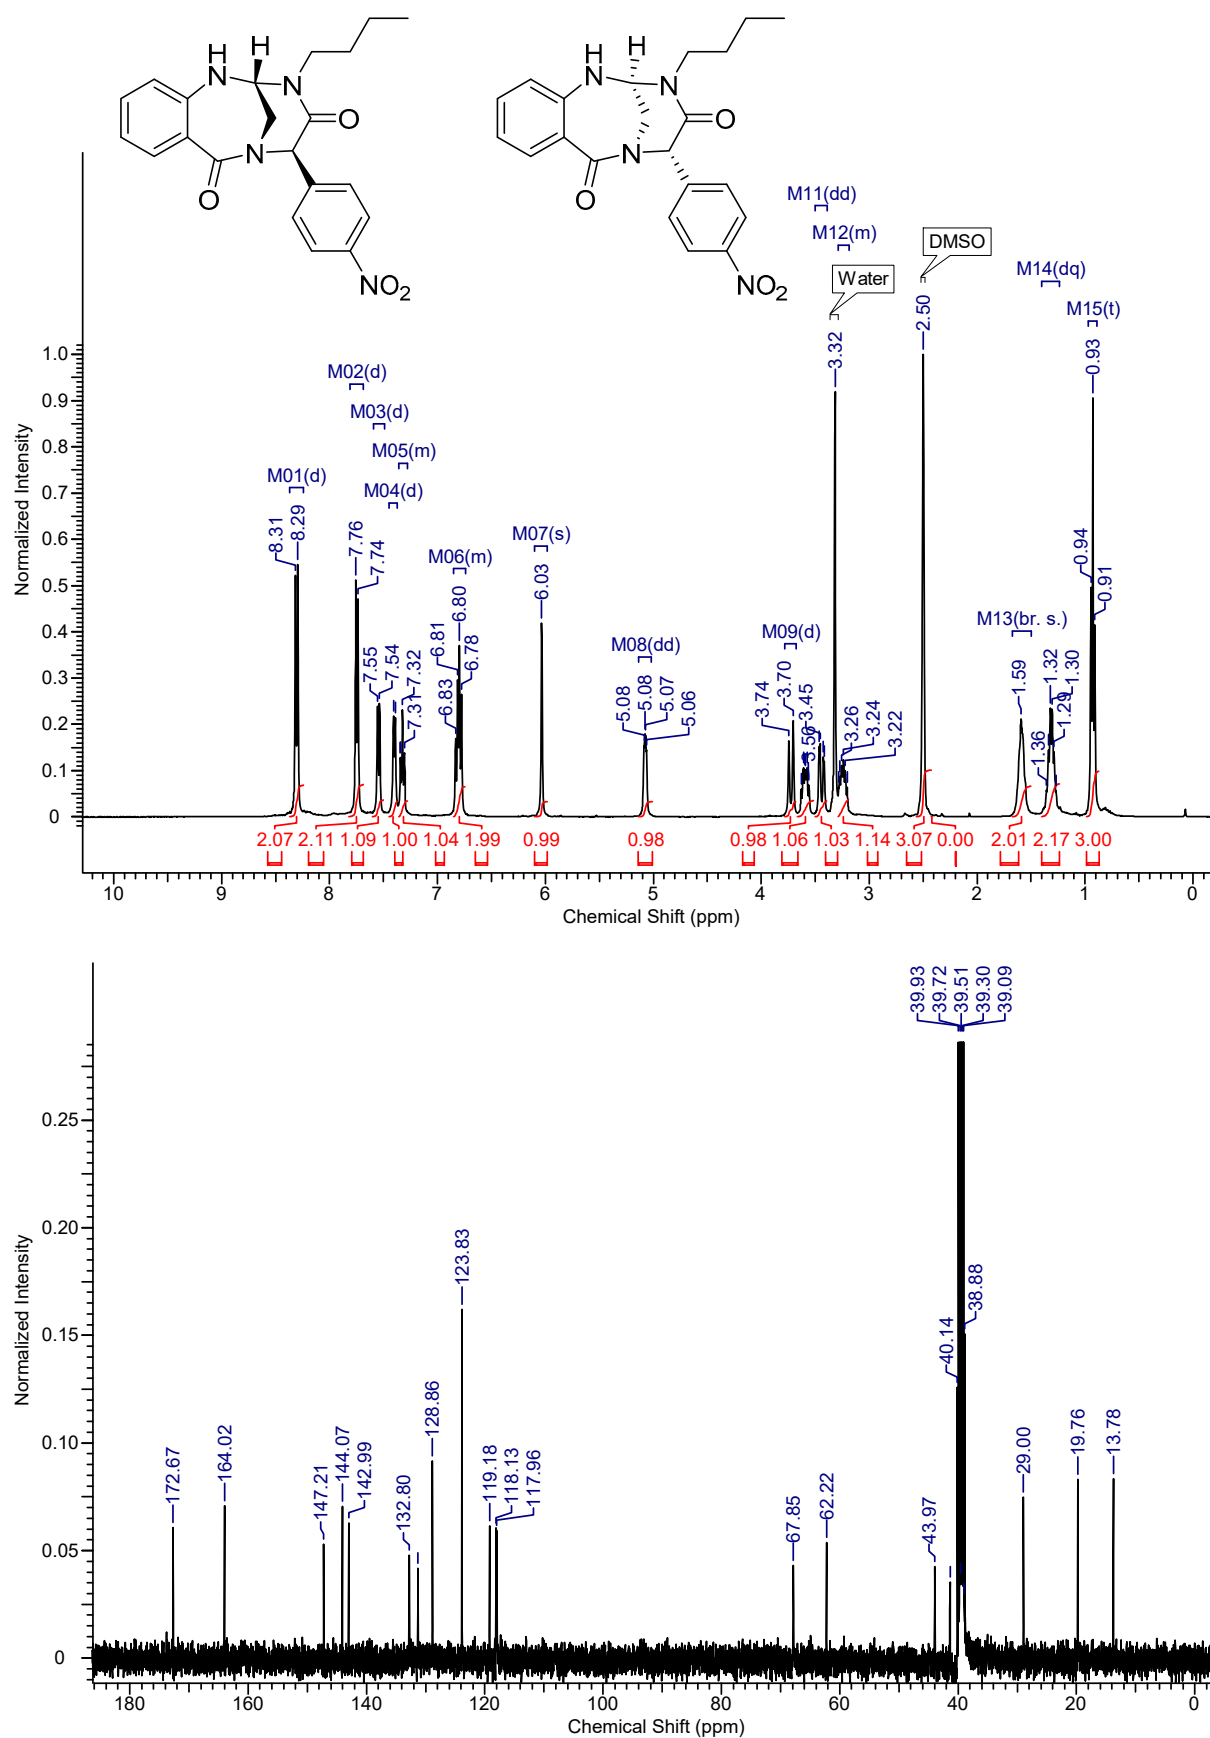 H
N
H
N
N
O
O
NO2
H
N
H
N
N
O
O
NO2
M11(dd)
M12(m)
Water
DMSO
M14(dq)
M15(t)
M02(d)
M03(d)
M05(m)
M04(d)
M01(d)
M07(s)
M06(m)
M08(dd)
M09(d)
M13(br. s.)
8.31
8.29
7.76
7.74
7.55
7.54
7.32
7.31
6.83
6.81
6.80
6.78
6.03
5.08
5.08
5.07
5.06
3.74
3.70
3.45
3.32
3.26
3.24
3.22
2.50
1.59
1.36
1.32
1.29
1.30
0.94
0.93
0.91
Normalized Intensity
1.0
0.9
0.8
0.7
0.6
0.5
0.4
0.3
0.2
0.1
0
2.07 2.11 1.09 1.00 1.04 1.99 0.99 0.98 0.98 1.06 1.03 1.14 3.07 0.00 2.01 2.17 3.00
10 9 8 7 6 5 4 3 2 1 0
Chemical Shift (ppm)
39.93
39.72
39.51
39.30
39.09
172.67
164.02
147.21
144.07
142.99
132.80
128.86
123.83
119.18
118.13
117.96
67.85
62.22
43.97
40.14
38.88
29.00
19.76
13.78
Normalized Intensity
0.25
0.20
0.15
0.10
0.05
0
180 160 140 120 100 80 60 40 20 0
Chemical Shift (ppm)